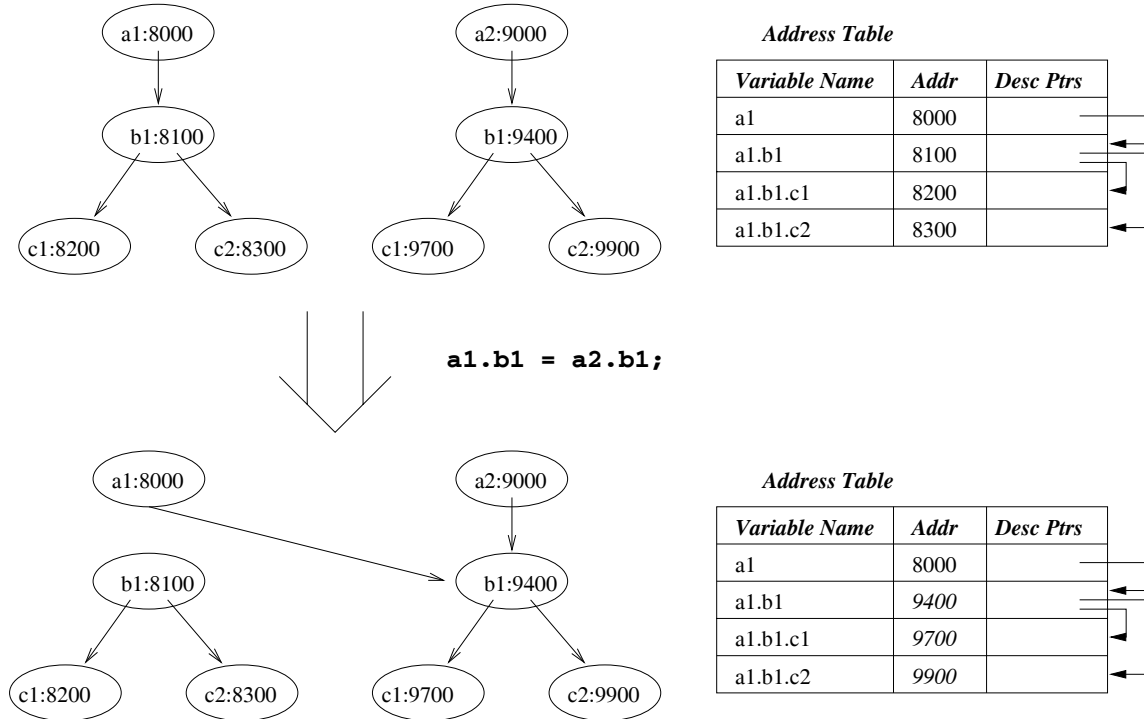 a1:8000 a2:9000
b1:8100 b1:9400
c1:8200 c2:8300 c1:9700 c2:9900
Address Table
Variable Name Addr Desc Ptrs
a1 8000
a1.b1 8100
a1.b1.c1 8200
a1.b1.c2 8300
a1.b1 = a2.b1;
a1:8000 a2:9000
b1:8100 b1:9400
c1:8200 c2:8300 c1:9700 c2:9900
Address Table
Variable Name Addr Desc Ptrs
a1 8000
a1.b1 9400
a1.b1.c1 9700
a1.b1.c2 9900